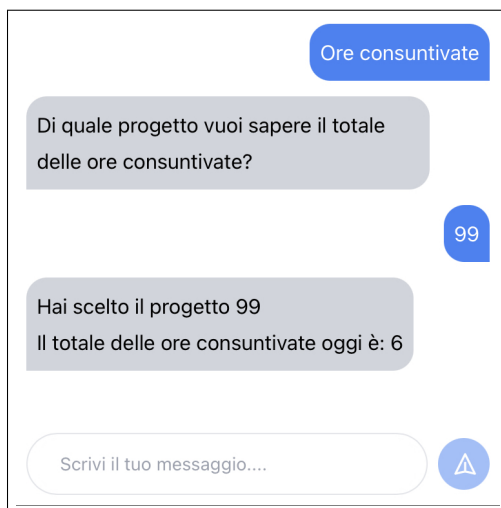 Ore consuntivate
Di quale progetto vuoi sapere il totale
delle ore consuntivate?
99
Hai scelto il progetto 99
Il totale delle ore consuntivate oggi è: 6
Scrivi il tuo messaggio....